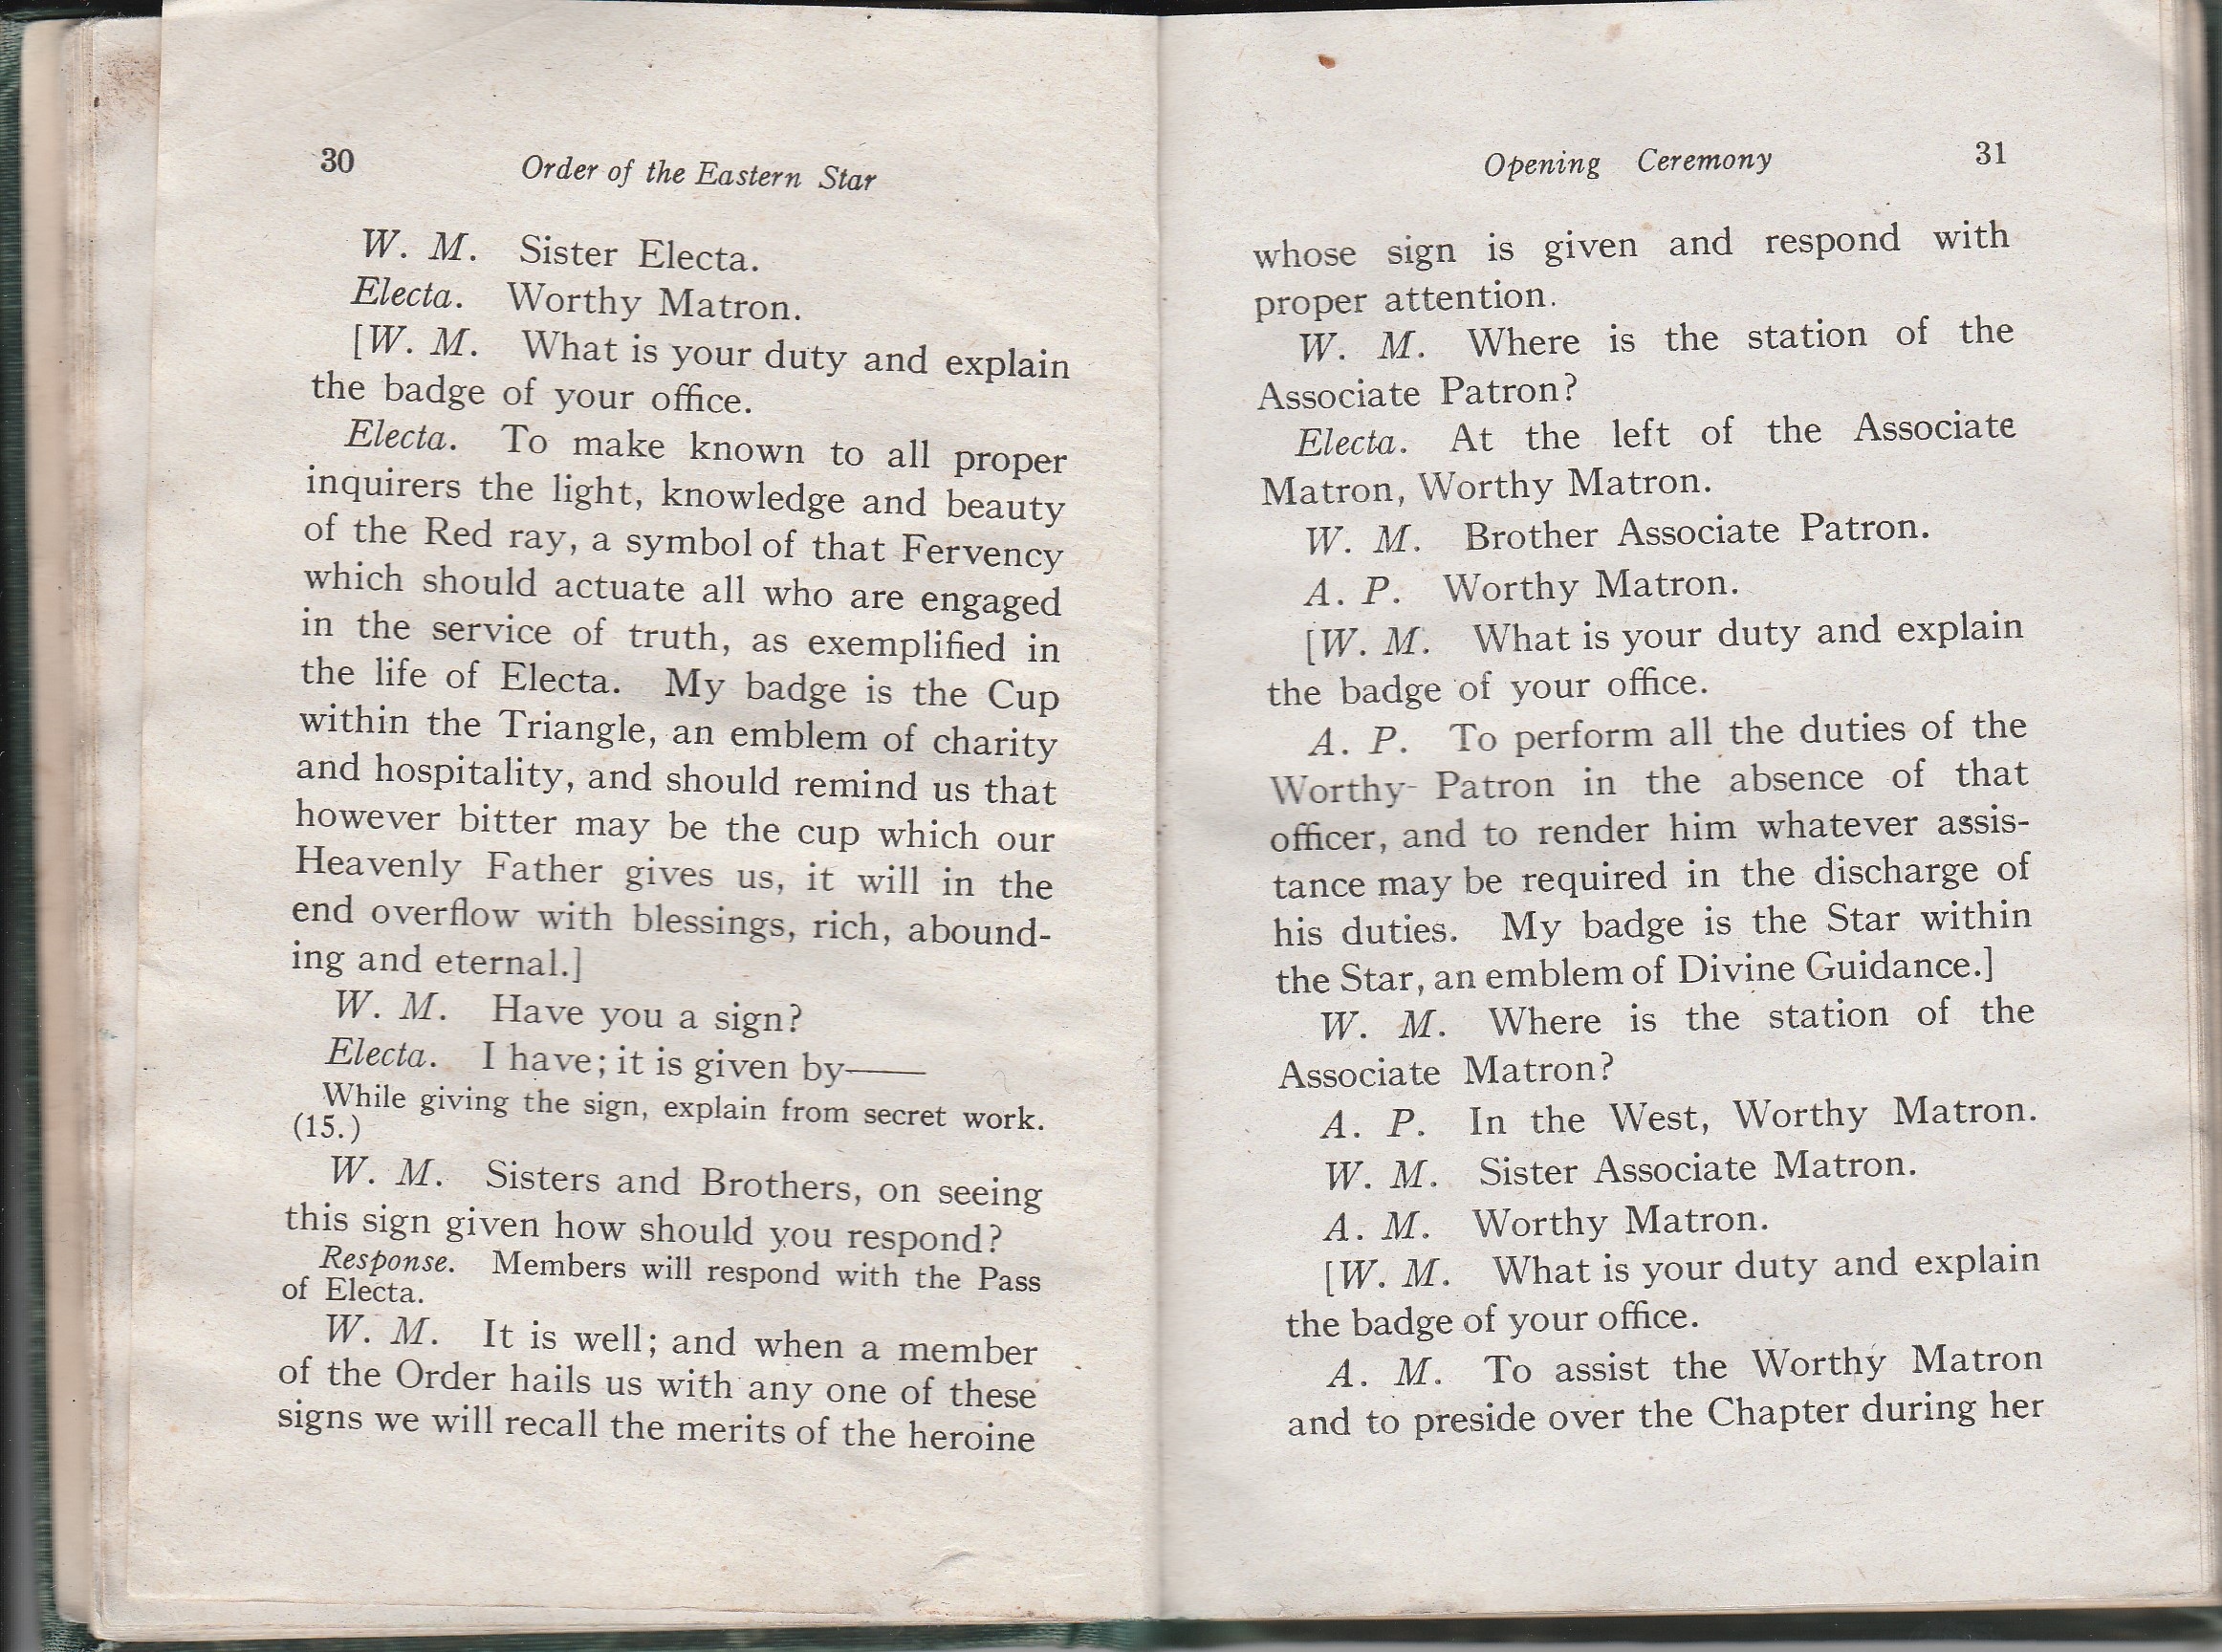 30 Order of the Eastern Star
W. M. Sister Electa.
Electa. Worthy Matron.
[W. M. What is your duty and explain
the badge of your office.
Electa. To make known to all proper
inquirers the light, knowledge and beauty
of the Red ray, a symbol of that Fervency
which should actuate all who are engaged
in the service of truth, as exemplified in
the life of Electa. My badge is the Cup
within the Triangle, an emblem of charity
and hospitality, and should remind us that
however bitter may be the cup which our
Heavenly Father gives us, it will in the
end overflow with blessings, rich, abound-
ing and eternal.]
W. M. Have you a sign?
Electa. I have; it is given by——
While giving the sign, explain from secret work.
(15.)
W. M. Sisters and Brothers, on seeing
this sign given how should you respond?
Response. Members will respond with the Pass
of Electa.
W. M. It is well; and when a member
of the Order hails us with any one of these
signs we will recall the merits of the heroine
Opening Ceremony 31
whose sign is given and respond with
proper attention.
W. M. Where is the station of the
Associate Patron?
Electa. At the left of the Associate
Matron, Worthy Matron.
W. M. Brother Associate Patron.
A. P. Worthy Matron.
[W. M. What is your duty and explain
the badge of your office.
A. P. To perform all the duties of the
Worthy- Patron in the absence of that
officer, and to render him whatever assis-
tance may be required in the discharge of
his duties. My badge is the Star within
the Star, an emblem of Divine Guidance.]
W. M. Where is the station of the
Associate Matron?
A. P. In the West, Worthy Matron.
W. M. Sister Associate Matron.
A. M. Worthy Matron.
[W. M. What is your duty and explain
the badge of your office.
A. M. To assist the Worthy Matron
and to preside over the Chapter during her